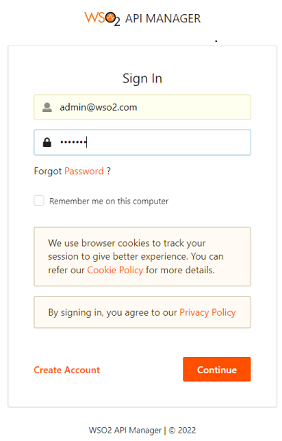 WSO2 API MANAGER
Sign In
admin@wso2.com
•••••••
Forgot Password ?
Remember me on this computer
We use browser cookies to track your
session to give better experience. You can
refer our Cookie Policy for more details.
By signing in, you agree to our Privacy Policy
Create Account
Continue
WSO2 API Manager | © 2022